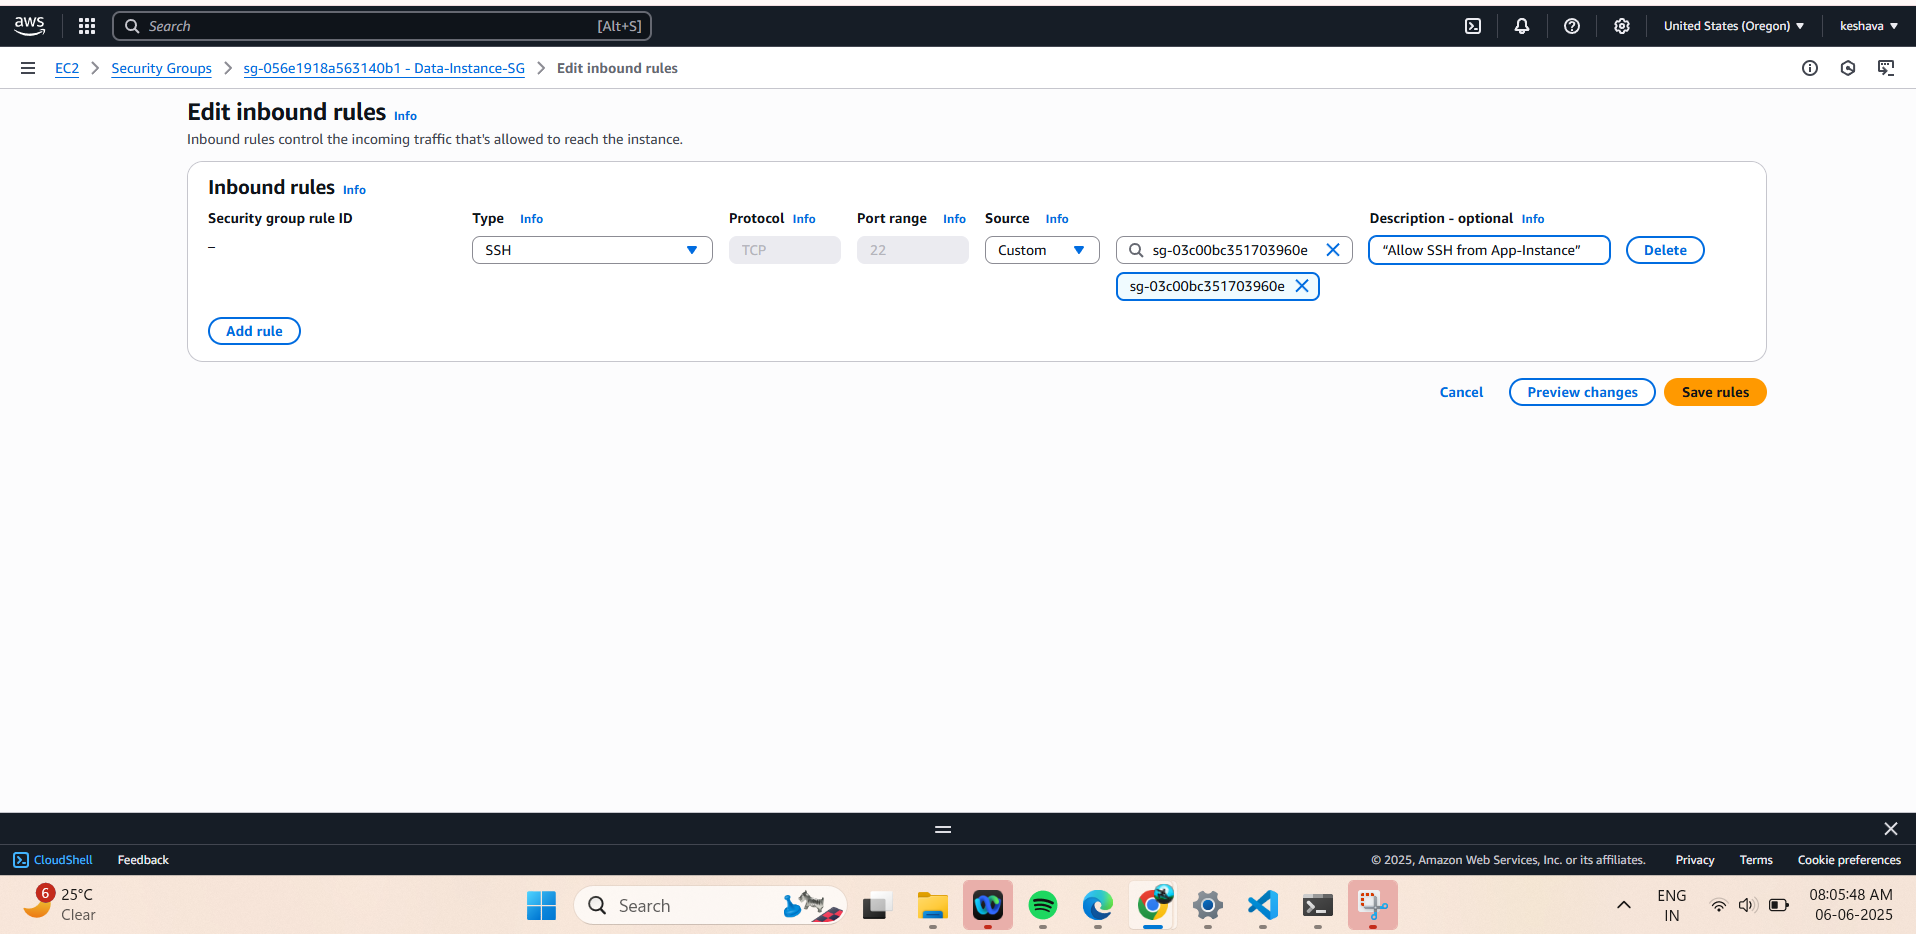 aws Search [Alt+S] United States (Oregon) keshava
EC2 Security Groups sg-056e1918a563140b1 - Data-Instance-SG Edit inbound rules
Edit inbound rules Info
Inbound rules control the incoming traffic that's allowed to reach the instance.
Inbound rules Info
Security group rule ID Type Info Protocol Info Port range Info Source Info Description - optional Info
– SSH TCP 22 Custom sg-03c00bc351703960e “Allow SSH from App-Instance” Delete
sg-03c00bc351703960e
Add rule
Cancel Preview changes Save rules
CloudShell Feedback © 2025, Amazon Web Services, Inc. or its affiliates. Privacy Terms Cookie preferences
6 25°C Clear
Search
ENG IN
08:05:48 AM
06-06-2025